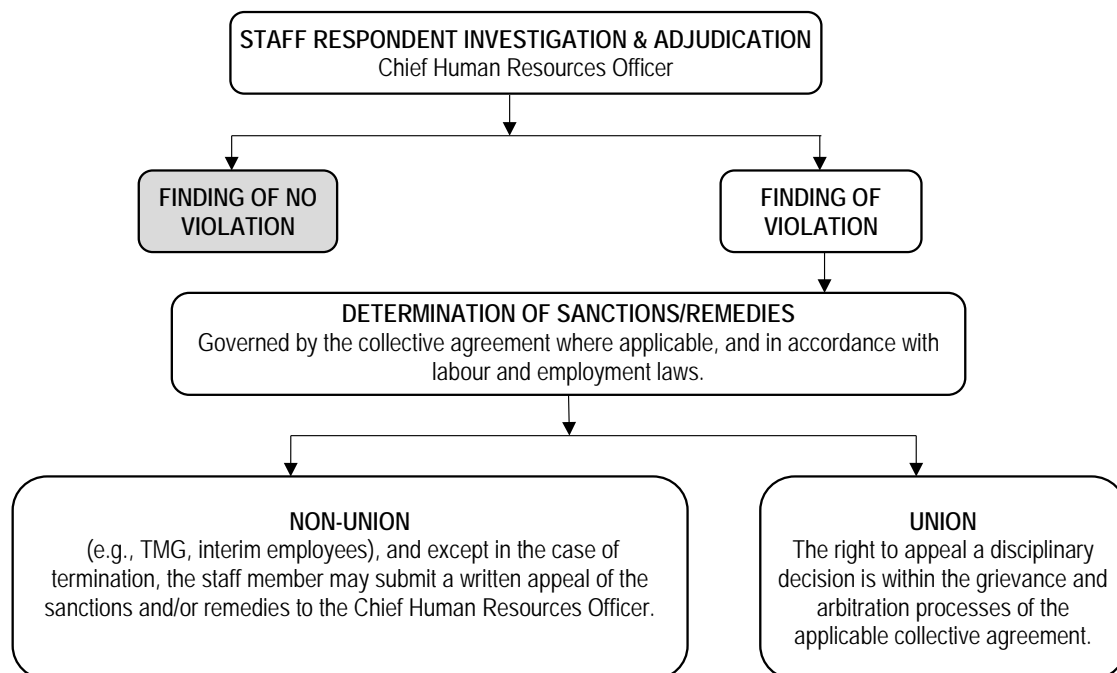 STAFF RESPONDENT INVESTIGATION & ADJUDICATION
Chief Human Resources Officer
FINDING OF NO
VIOLATION
FINDING OF
VIOLATION
DETERMINATION OF SANCTIONS/REMEDIES
Governed by the collective agreement where applicable, and in accordance with
labour and employment laws.
NON-UNION
(e.g., TMG, interim employees), and except in the case of
termination, the staff member may submit a written appeal of the
sanctions and/or remedies to the Chief Human Resources Officer.
UNION
The right to appeal a disciplinary
decision is within the grievance and
arbitration processes of the
applicable collective agreement.